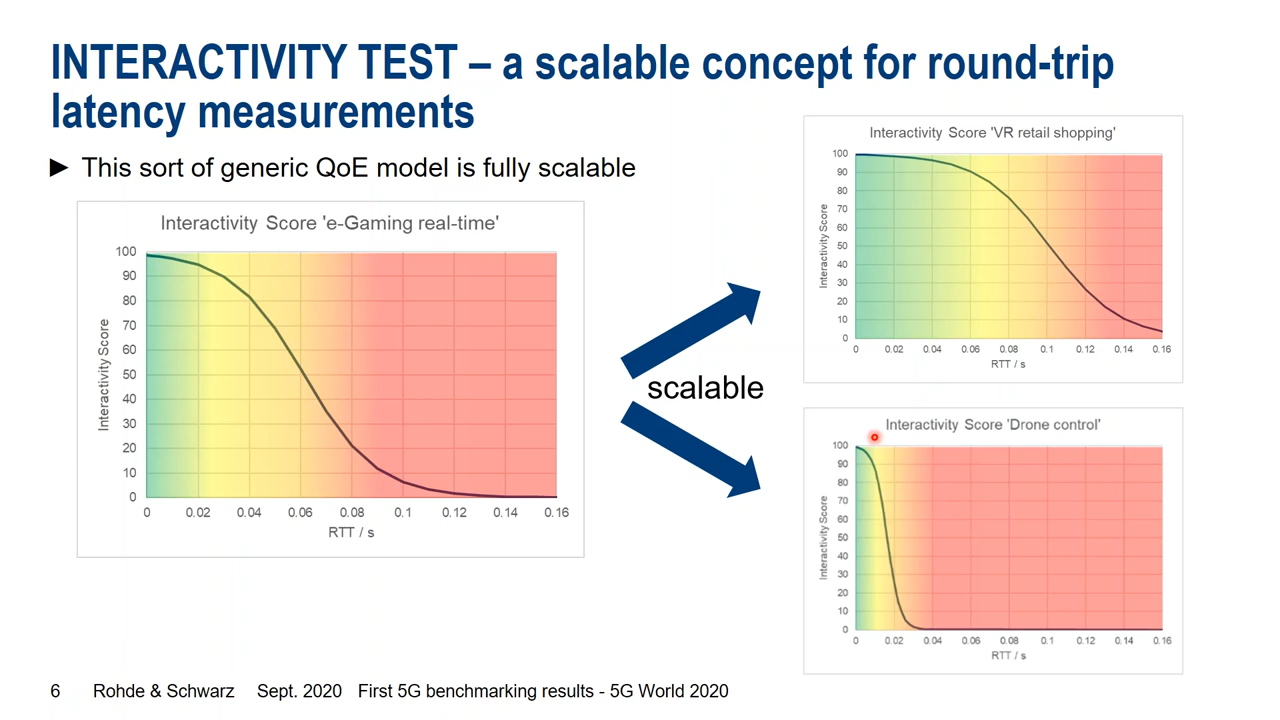 INTERACTIVITY TEST – a scalable concept for round-trip
latency measurements
► This sort of generic QoE model is fully scalable
Interactivity Score 'e-Gaming real-time'
Interactivity Score
100
90
80
70
60
50
40
30
20
10
0
0 0.02 0.04 0.06 0.08 0.1 0.12 0.14 0.16
RTT / s
scalable
Interactivity Score 'VR retail shopping'
Interactivity Score
100
90
80
70
60
50
40
30
20
10
0
0 0.02 0.04 0.06 0.08 0.1 0.12 0.14 0.16
RTT / s
Interactivity Score 'Drone control'
Interactivity Score
100
90
80
70
60
50
40
30
20
10
0
0 0.02 0.04 0.06 0.08 0.1 0.12 0.14 0.16
RTT / s
6 Rohde & Schwarz Sept. 2020 First 5G benchmarking results - 5G World 2020